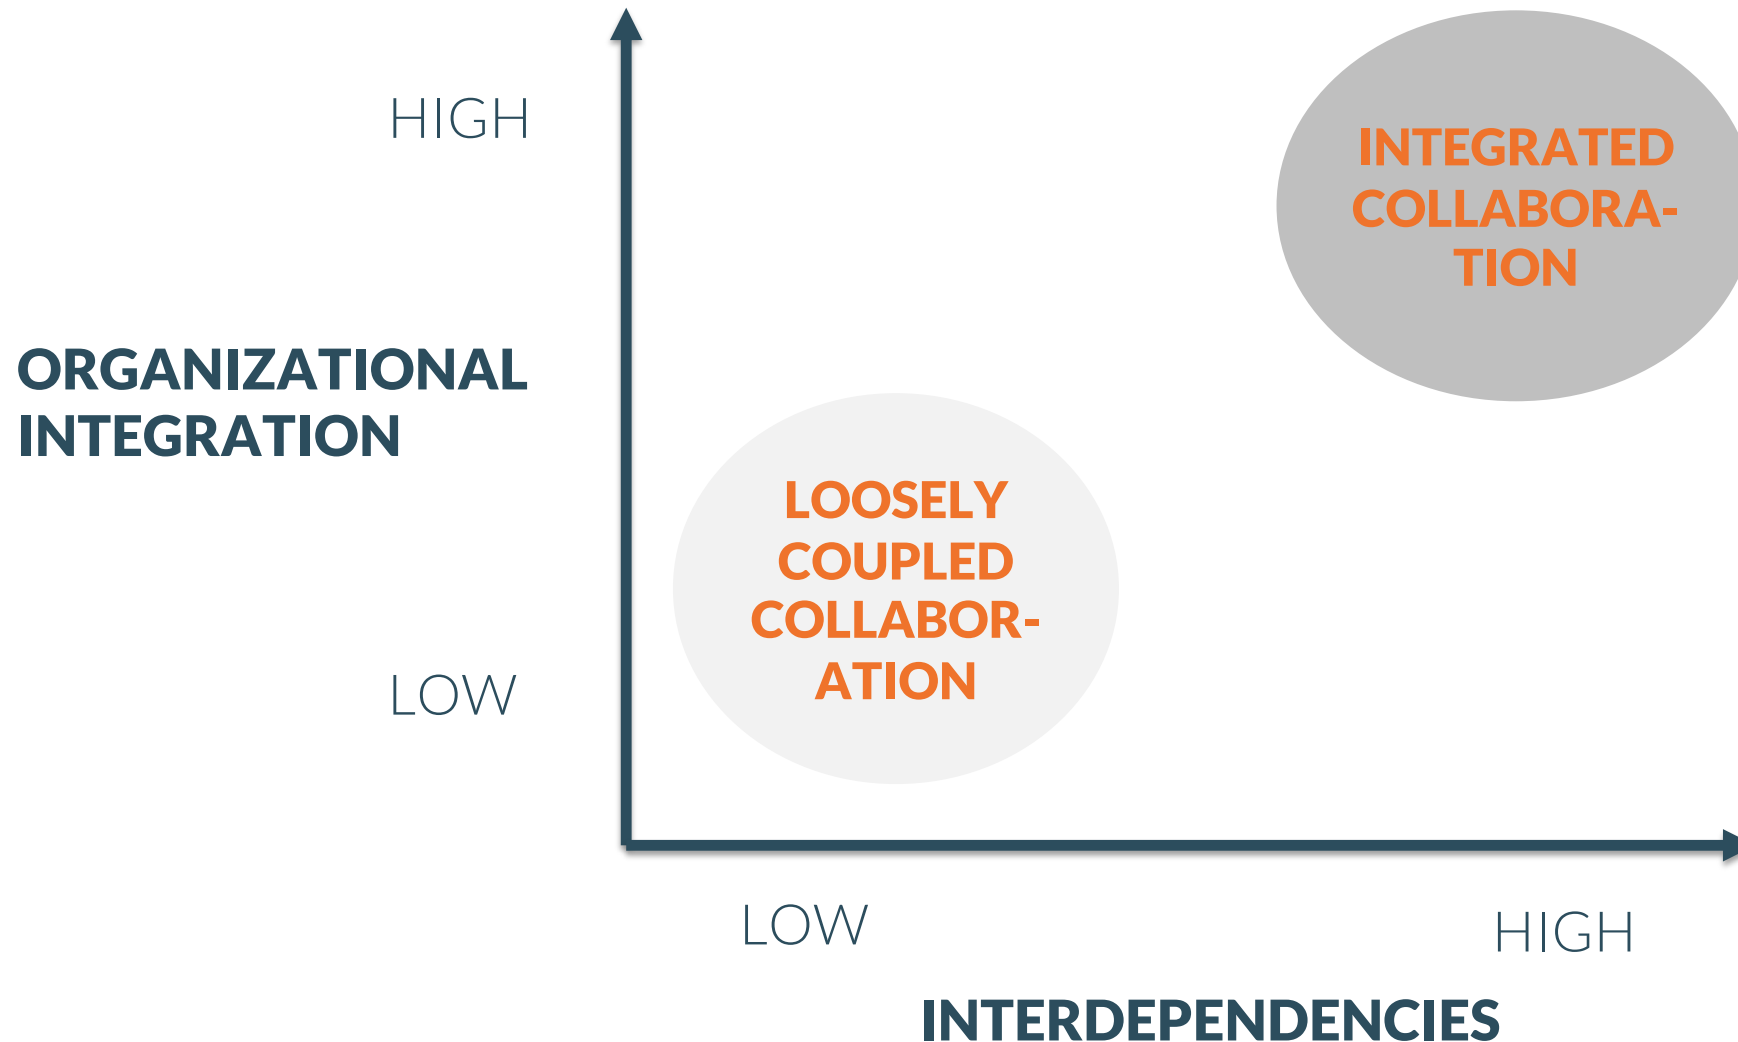 HIGH
INTEGRATED
COLLABORA-
TION
ORGANIZATIONAL
INTEGRATION
LOOSELY
COUPLED
COLLABOR-
ATION
LOW
LOW
HIGH
INTERDEPENDENCIES